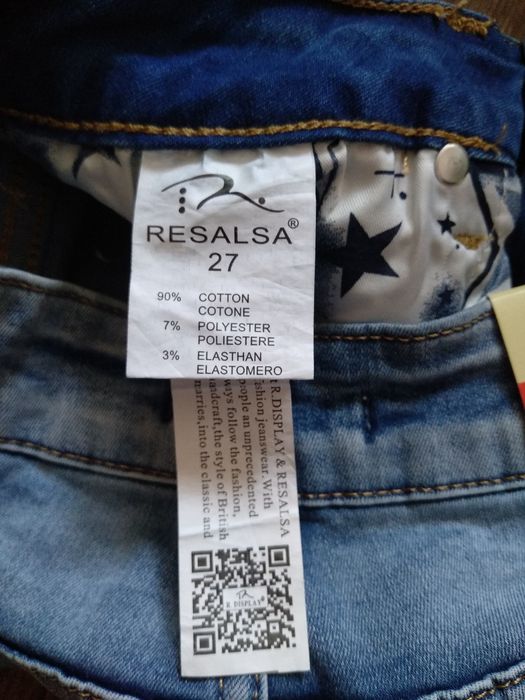 RESALSA®
27
90% COTTON
COTONE
7% POLYESTER
POLIESTERE
3% ELASTHAN
ELASTOMERO
R.DISPLAY & RESALSA
fashion jeanswear. With
people an unprecedented
ways follow the fashion,
handcraft,the style of British
marries,into the classic and
R. DISPLAY®